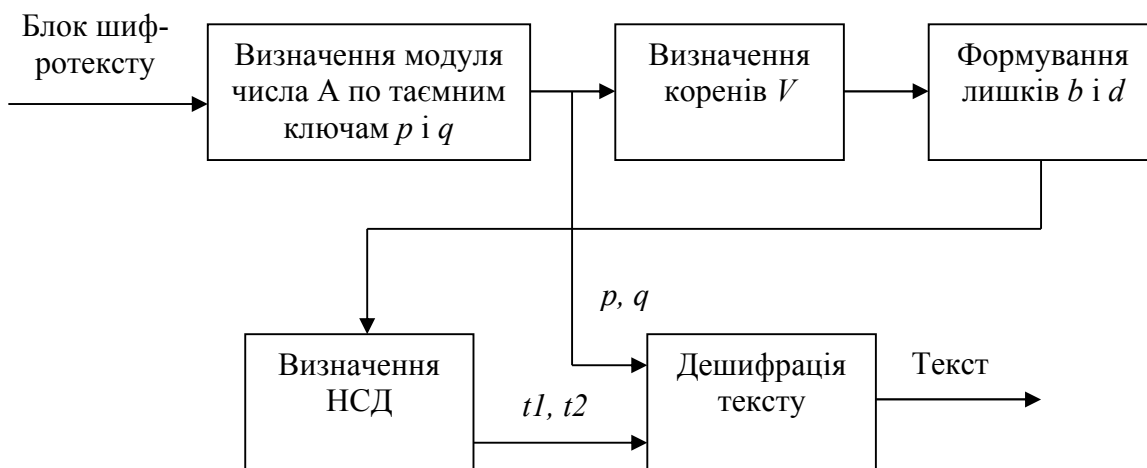 Блок шиф-
ротексту
Визначення модуля
числа А по таємним
ключам p і q
Визначення
коренів V
Формування
лишків b і d
p, q
Визначення
НСД
t1, t2
Дешифрація
тексту
Текст